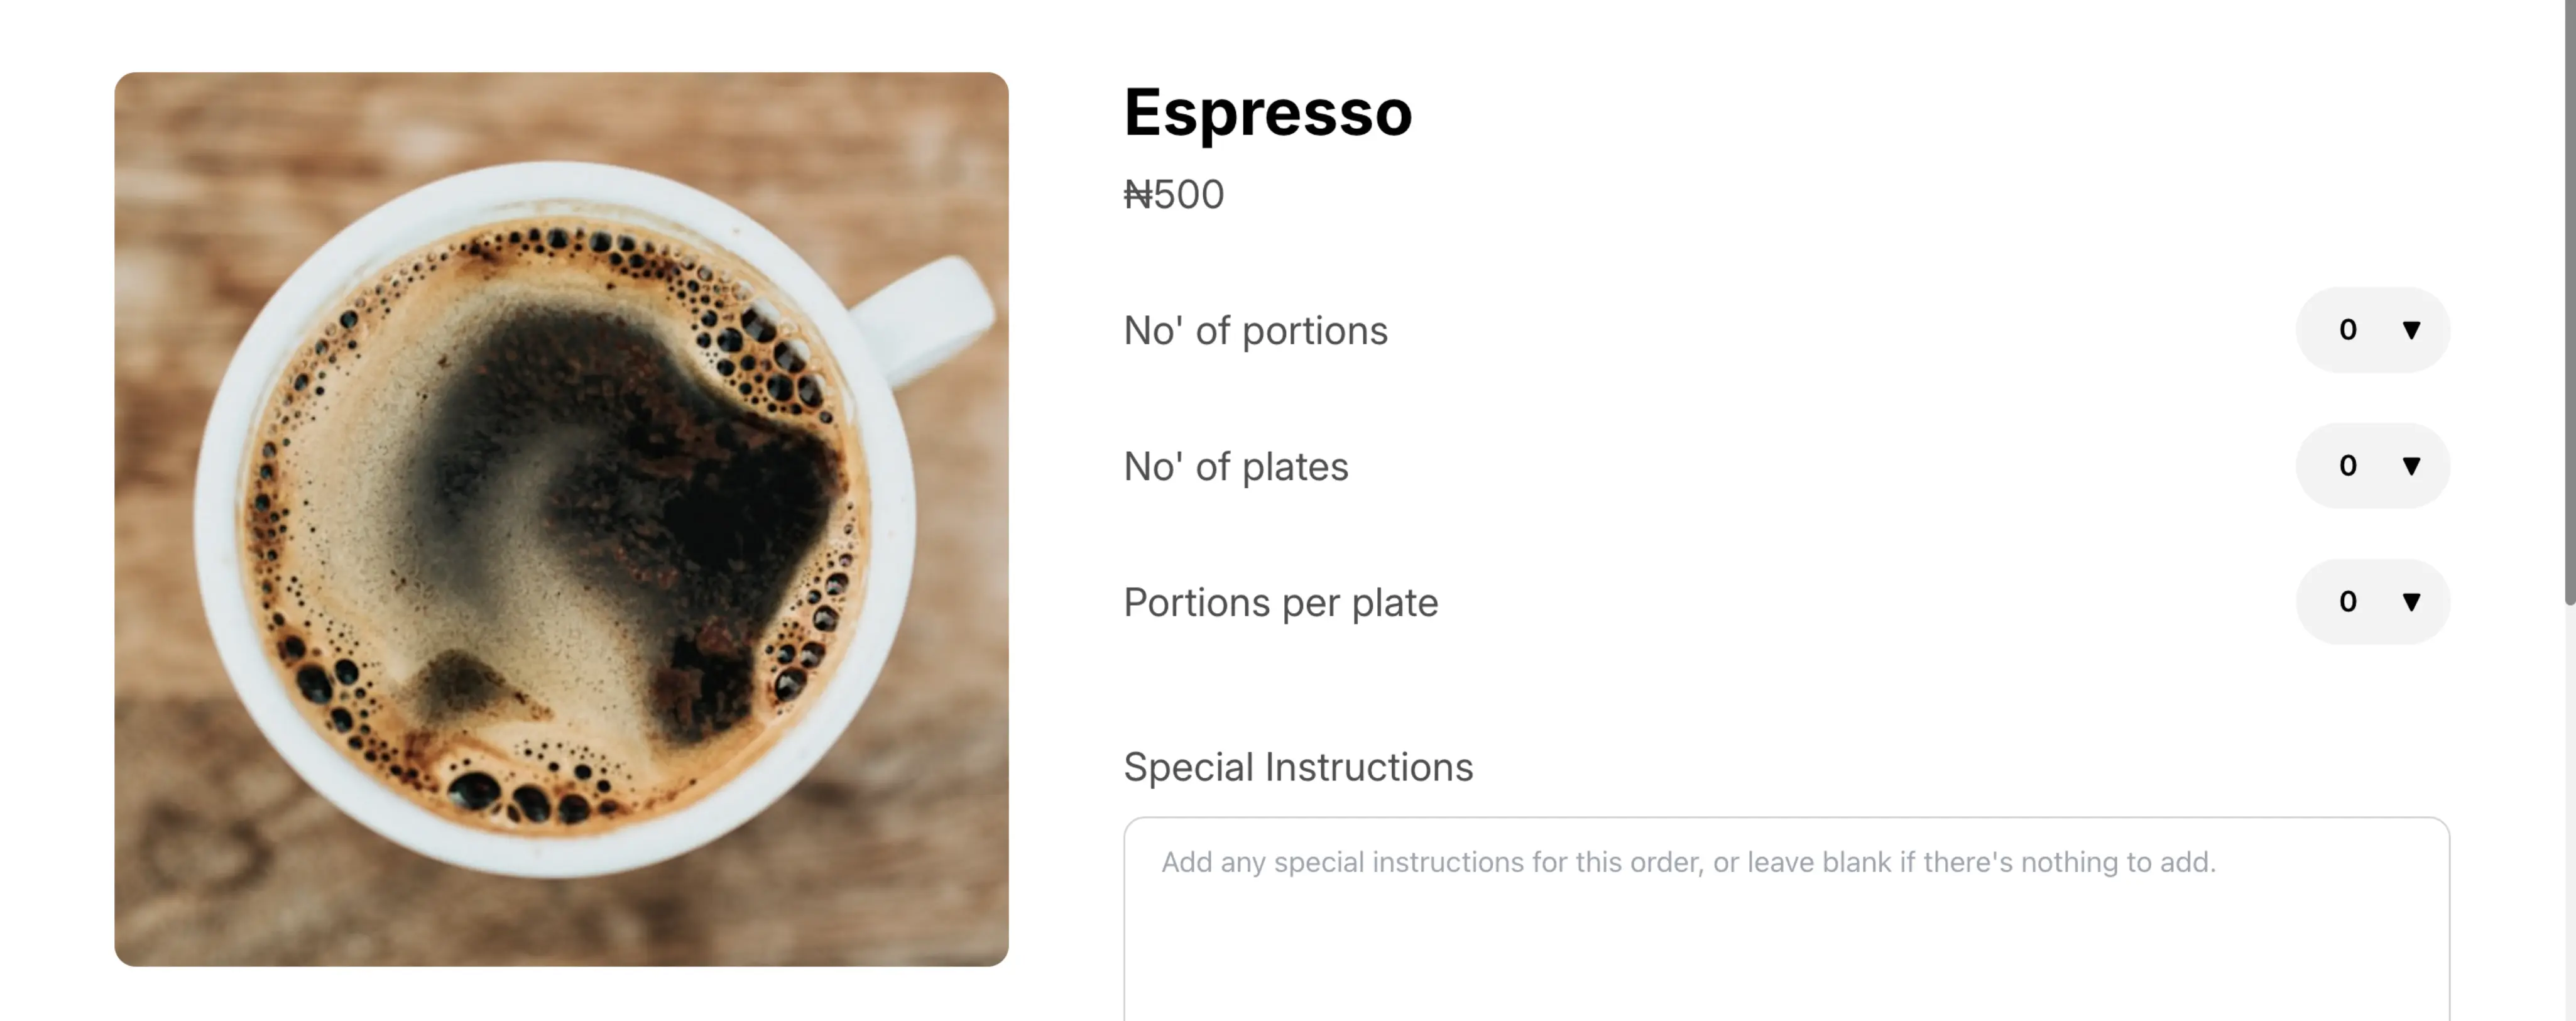 Espresso
₦500
No' of portions
0
No' of plates
0
Portions per plate
0
Special Instructions
Add any special instructions for this order, or leave blank if there's nothing to add.